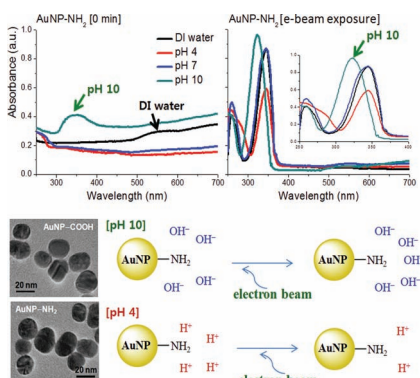 AuNP-NH2 [0 min]
AuNP-NH2 [e-beam exposure]
Absorbance (a.u.)
1.0
0.8
0.6
0.4
0.2
0.0
DI water
pH 4
pH 7
pH 10
pH 10
DI water
300 400 500 600 700
Wavelength (nm)
pH 10
pH 10
300 400 500 600 700
Wavelength (nm)
AuNP-COOH
20 nm
AuNP-NH2
20 nm
[pH 10]
OH⁻
OH⁻
AuNP
NH2
OH⁻
OH⁻
electron beam
OH⁻
OH⁻
AuNP
NH2
OH
OH⁻
OH⁻
[pH 4]
H⁺
H⁺
AuNP
NH2
H⁺
H⁺
H⁺
AuNP
NH2
H⁺